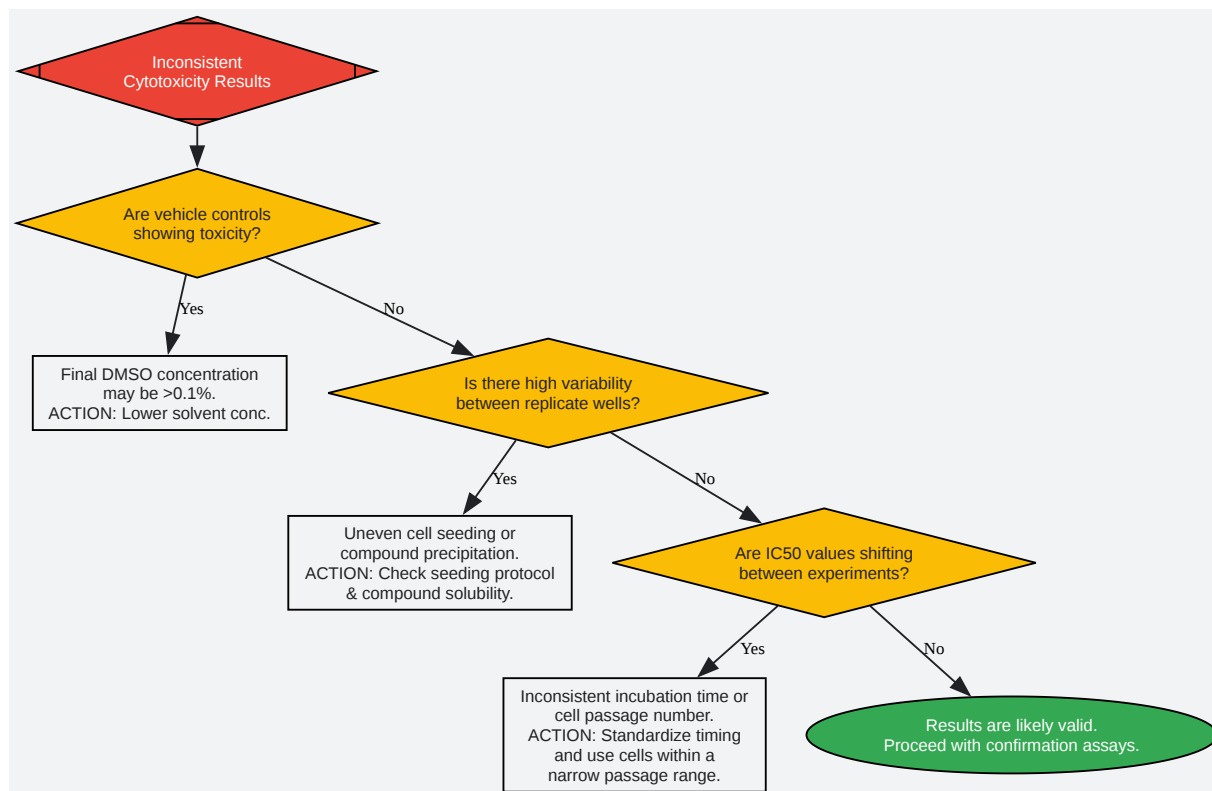 Inconsistent
Cytotoxicity Results
Are vehicle controls
showing toxicity?
Yes
No
Final DMSO concentration
may be >0.1%.
ACTION: Lower solvent conc.
Is there high variability
between replicate wells?
Yes
No
Uneven cell seeding or
compound precipitation.
ACTION: Check seeding protocol
& compound solubility.
Are IC50 values shifting
between experiments?
Yes
No
Inconsistent incubation time or
cell passage number.
ACTION: Standardize timing
and use cells within a
narrow passage range.
Results are likely valid.
Proceed with confirmation assays.